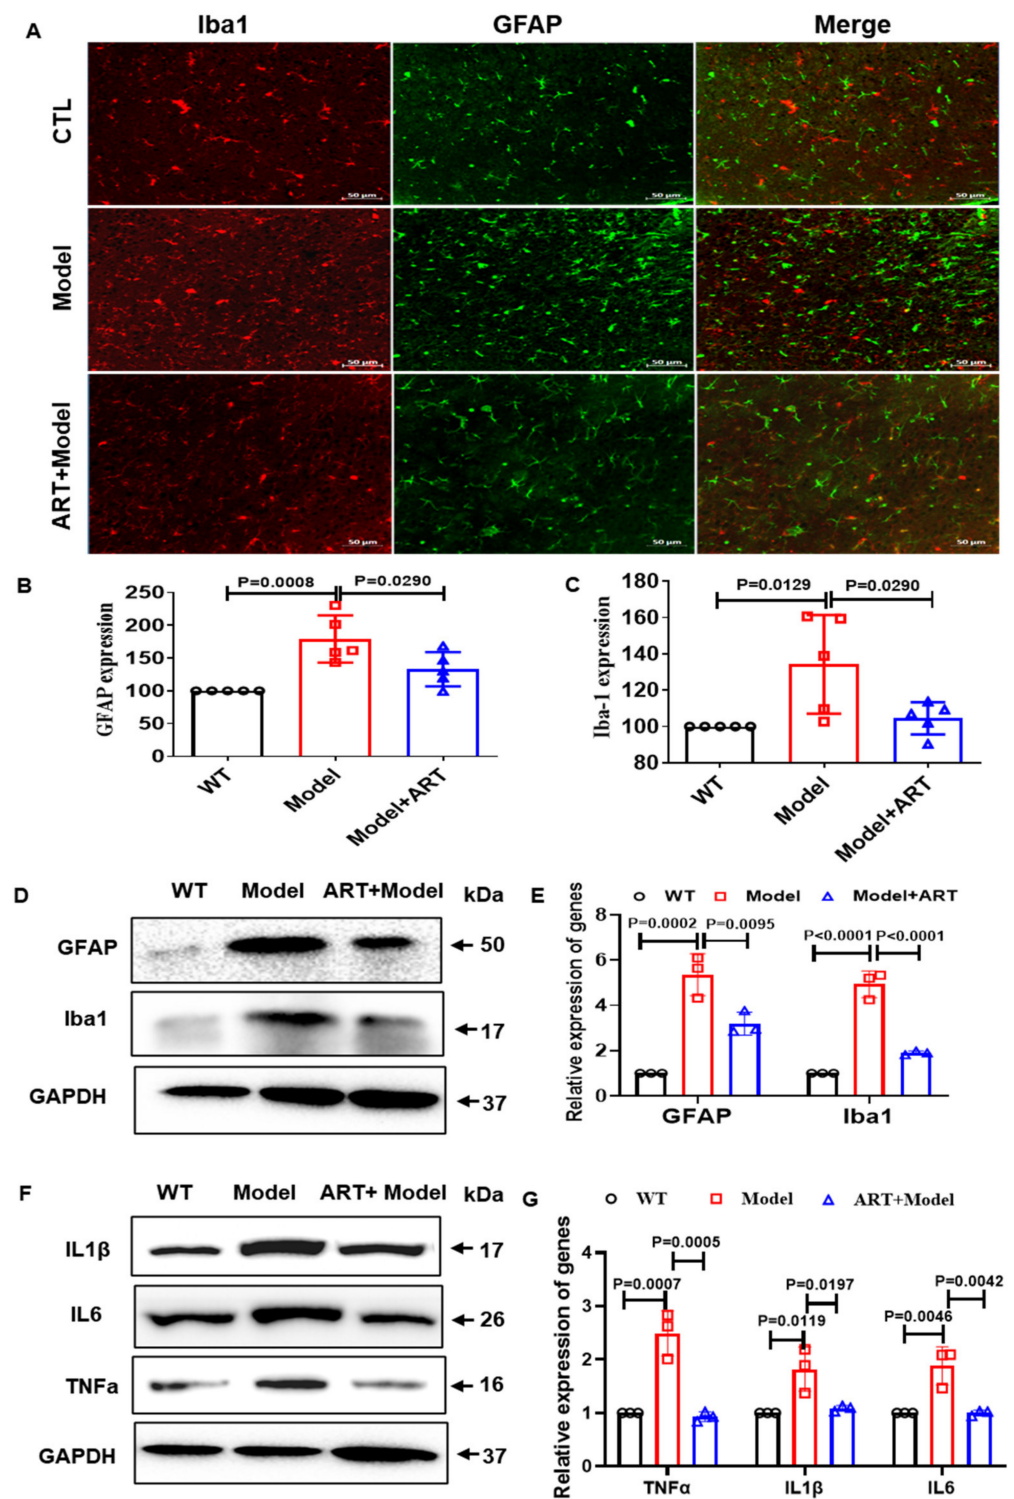 A
Iba1 GFAP Merge
CTL
50 µm 50 µm 50 µm
Model
50 µm 50 µm 50 µm
ART+Model
50 µm 50 µm 50 µm
B
P=0.0008 P=0.0290
GFAP expression
250
200
150
100
50
0
WT Model Model+ART
C
P=0.0129 P=0.0290
Iba-1 expression
180
160
140
120
100
80
WT Model Model+ART
D
WT Model ART+Model kDa
GFAP 50
Iba1 17
GAPDH 37
E
WT Model Model+ART
Relative expression of genes
8
6
4
2
0
P=0.0002 P=0.0095 P<0.0001 P<0.0001
GFAP Iba1
F
WT Model ART+ Model kDa
IL1β 17
IL6 26
TNFa 16
GAPDH 37
G
WT Model ART+Model
Relative expression of genes
4
3
2
1
0
P=0.0007 P=0.0005 P=0.0119 P=0.0197 P=0.0046 P=0.0042
TNFα IL1β IL6